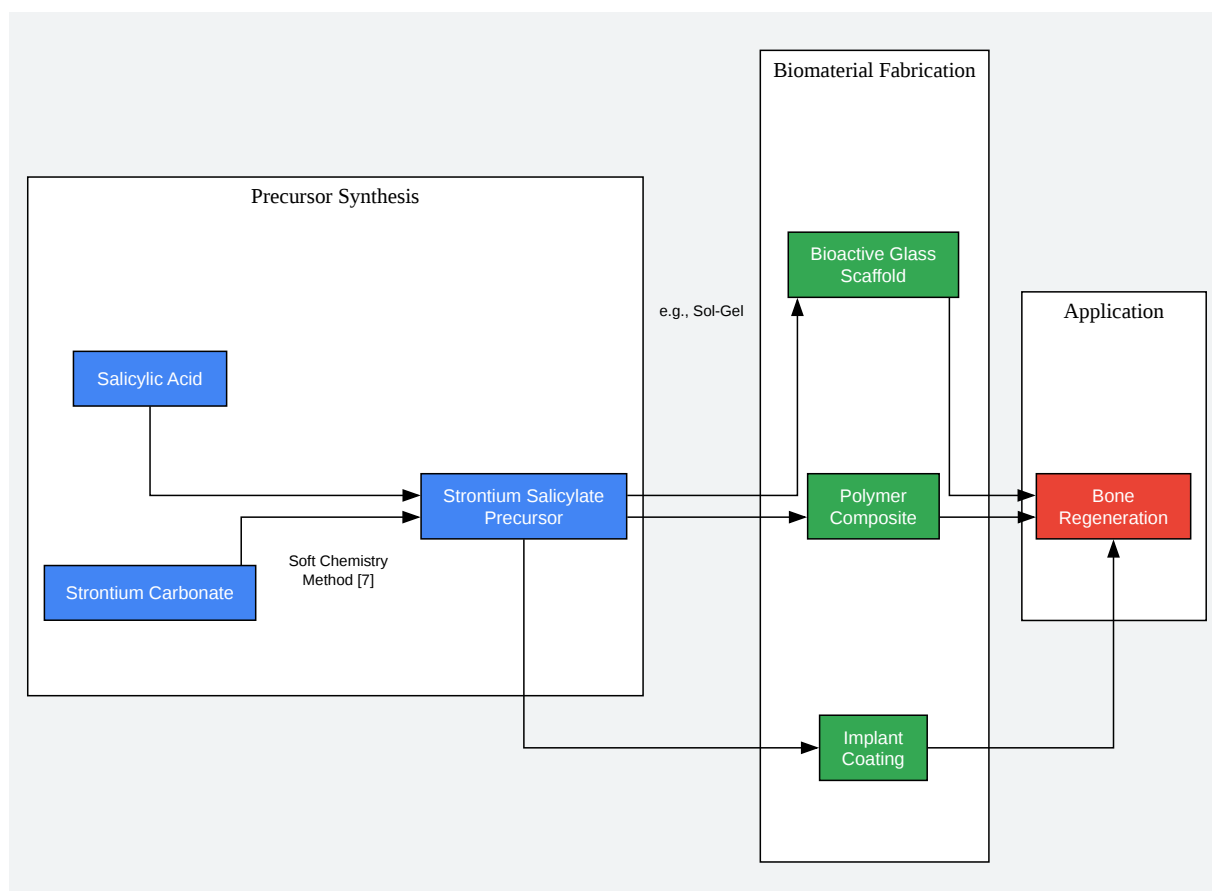 Precursor Synthesis
Salicylic Acid
Strontium Carbonate
Soft Chemistry
Method [7]
Strontium Salicylate
Precursor
e.g., Sol-Gel
Biomaterial Fabrication
Bioactive Glass
Scaffold
Polymer
Composite
Implant
Coating
Application
Bone
Regeneration